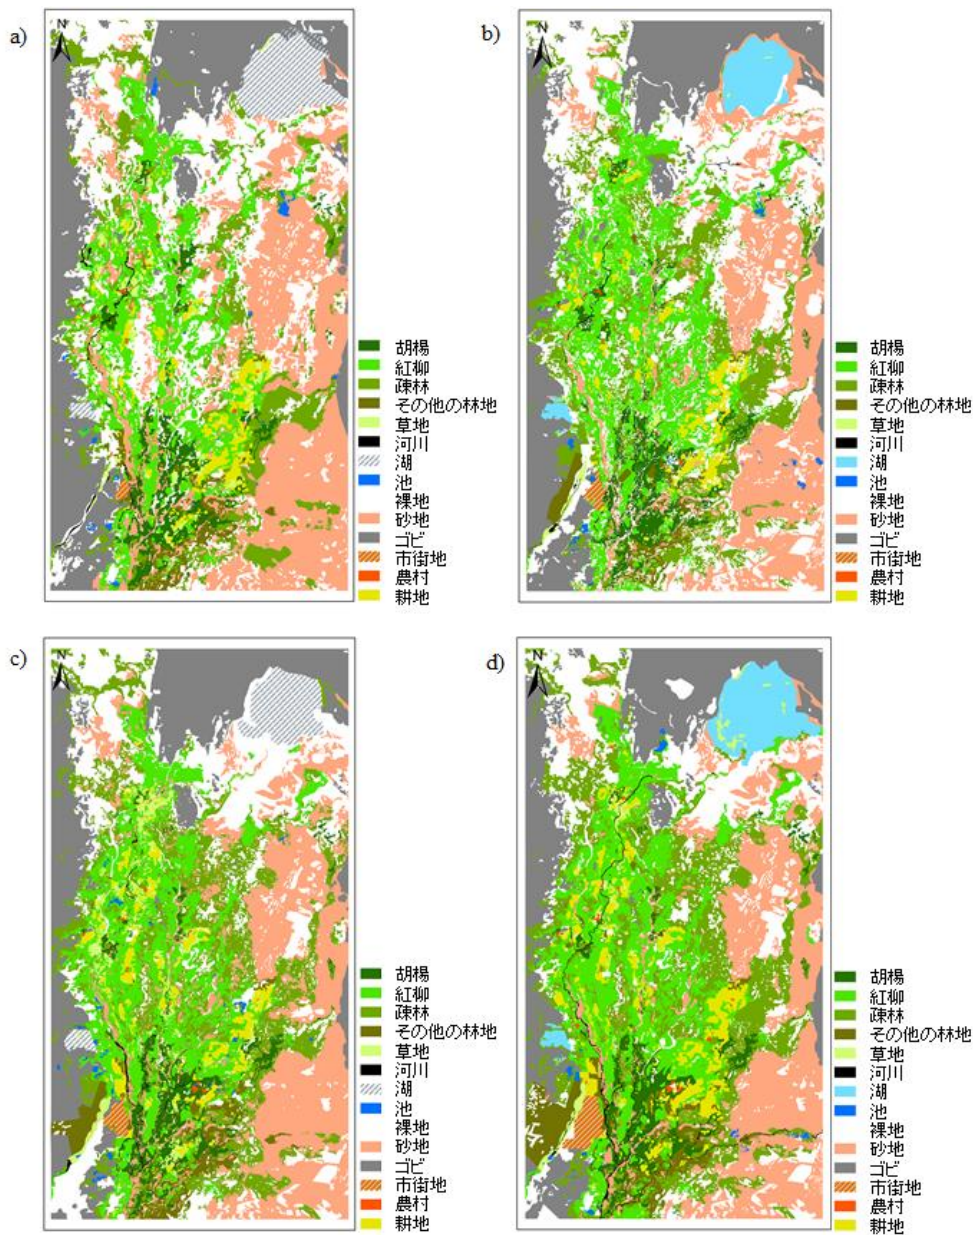 a)
N
胡楊
紅柳
疎林
その他の林地
草地
河川
湖
池
裸地
砂地
ゴビ
市街地
農村
耕地
b)
N
胡楊
紅柳
疎林
その他の林地
草地
河川
湖
池
裸地
砂地
ゴビ
市街地
農村
耕地
c)
N
胡楊
紅柳
疎林
その他の林地
草地
河川
湖
池
裸地
砂地
ゴビ
市街地
農村
耕地
d)
N
胡楊
紅柳
疎林
その他の林地
草地
河川
湖
池
裸地
砂地
ゴビ
市街地
農村
耕地